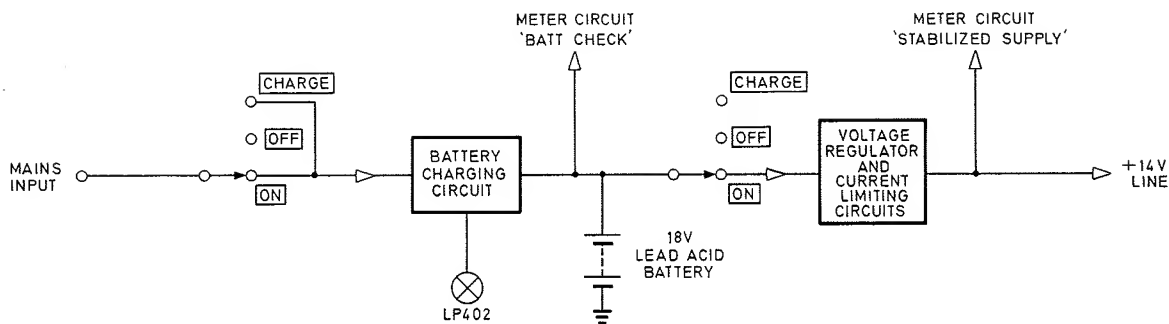 METER CIRCUIT
'BATT CHECK'
METER CIRCUIT
'STABILIZED SUPPLY'
CHARGE
OFF
ON
MAINS
INPUT
BATTERY
CHARGING
CIRCUIT
LP402
18V
LEAD ACID
BATTERY
CHARGE
OFF
ON
VOLTAGE
REGULATOR
AND
CURRENT
LIMITING
CIRCUITS
+14V
LINE